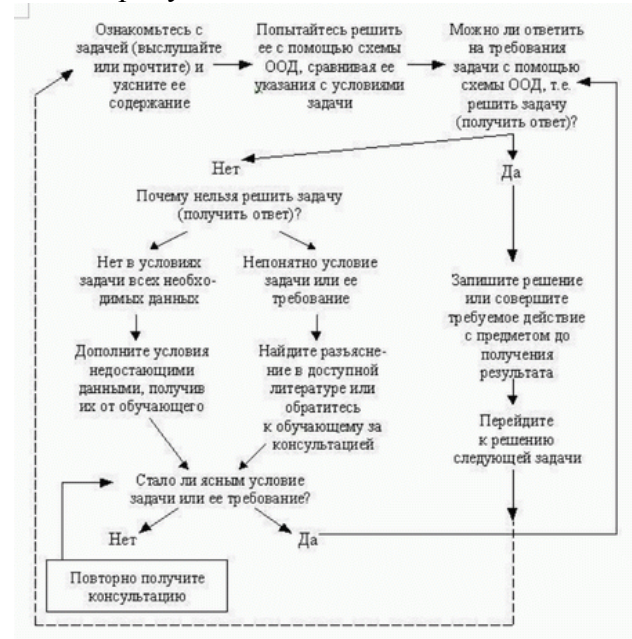 Ознакомьтесь с
задачей (выслушайте
или прочтите) и
уясните ее
содержание
Попытайтесь решить
ее с помощью схемы
ООД, сравнивая ее
указания с условиями
задачи
Можно ли ответить
на требования
задачи с помощью
схемы ООД, т.е.
решить задачу
(получить ответ)?
Нет
Да
Почему нельзя решить задачу
(получить ответ)?
Нет в условиях
задачи всех необхо-
димых данных
Непонятно условие
задачи или ее
требование
Запишите решение
или совершите
требуемое действие
с предметом до
получения
результата
Дополните условия
недостающими
данными, получив
их от обучающего
Найдите разъясне-
ние в доступной
литературе или
обратитесь
к обучающему за
консультацией
Перейдите
к решению
следующей задачи
Стало ли ясным условие
задачи или ее требование?
Нет
Да
Повторно получите
консультацию